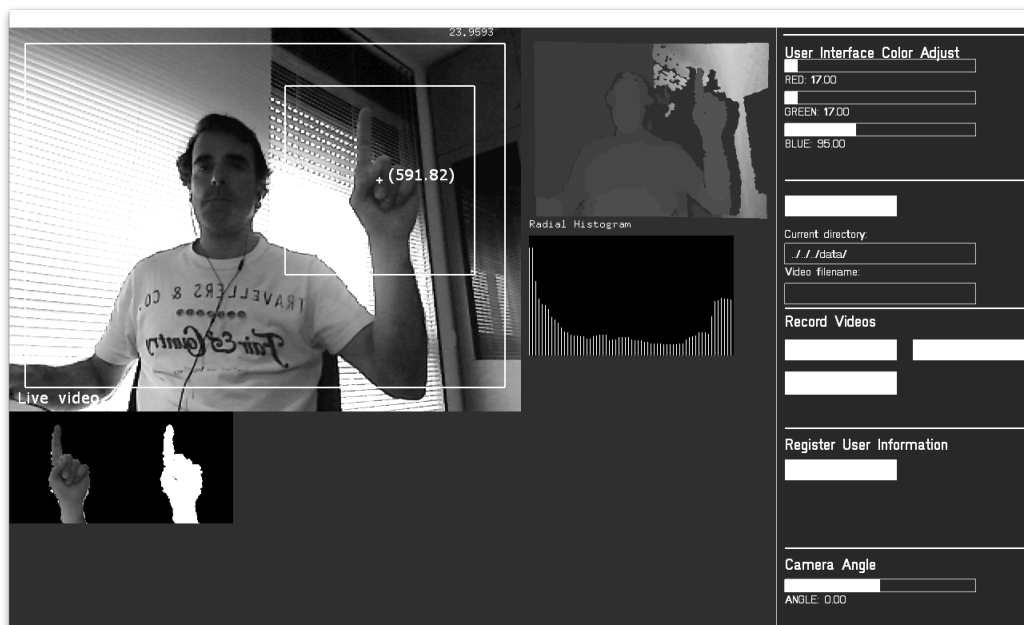 23.9593
(591.82)
TRAVELLERS & CO.
Fair & Country
Live video
Radial Histogram
User Interface Color Adjust
RED: 17.00
GREEN: 17.00
BLUE: 95.00
Current directory:
../../../data/
Video filename:
Record Videos
Register User Information
Camera Angle
ANGLE: 0.00